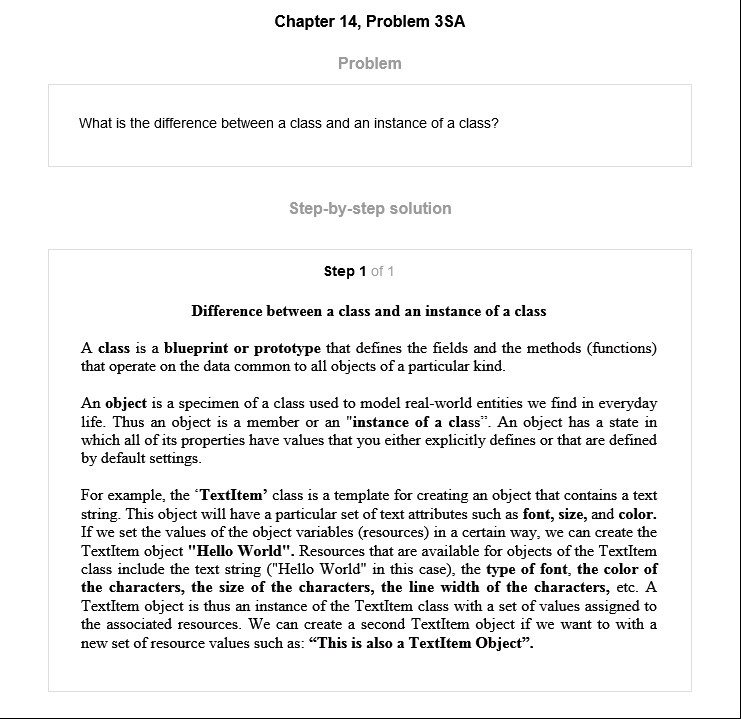 Chapter 14, Problem 3SA
Problem
What is the difference between a class and an instance of a class?
Step-by-step solution
Step 1 of 1
Difference between a class and an instance of a class
A class is a blueprint or prototype that defines the fields and the methods (functions)
that operate on the data common to all objects of a particular kind.
An object is a specimen of a class used to model real-world entities we find in everyday
life. Thus an object is a member or an "instance of a class”. An object has a state in
which all of its properties have values that you either explicitly defines or that are defined
by default settings.
For example, the ‘TextItem’ class is a template for creating an object that contains a text
string. This object will have a particular set of text attributes such as font, size, and color.
If we set the values of the object variables (resources) in a certain way, we can create the
TextItem object "Hello World". Resources that are available for objects of the TextItem
class include the text string ("Hello World" in this case), the type of font, the color of
the characters, the size of the characters, the line width of the characters, etc. A
TextItem object is thus an instance of the TextItem class with a set of values assigned to
the associated resources. We can create a second TextItem object if we want to with a
new set of resource values such as: “This is also a TextItem Object”.